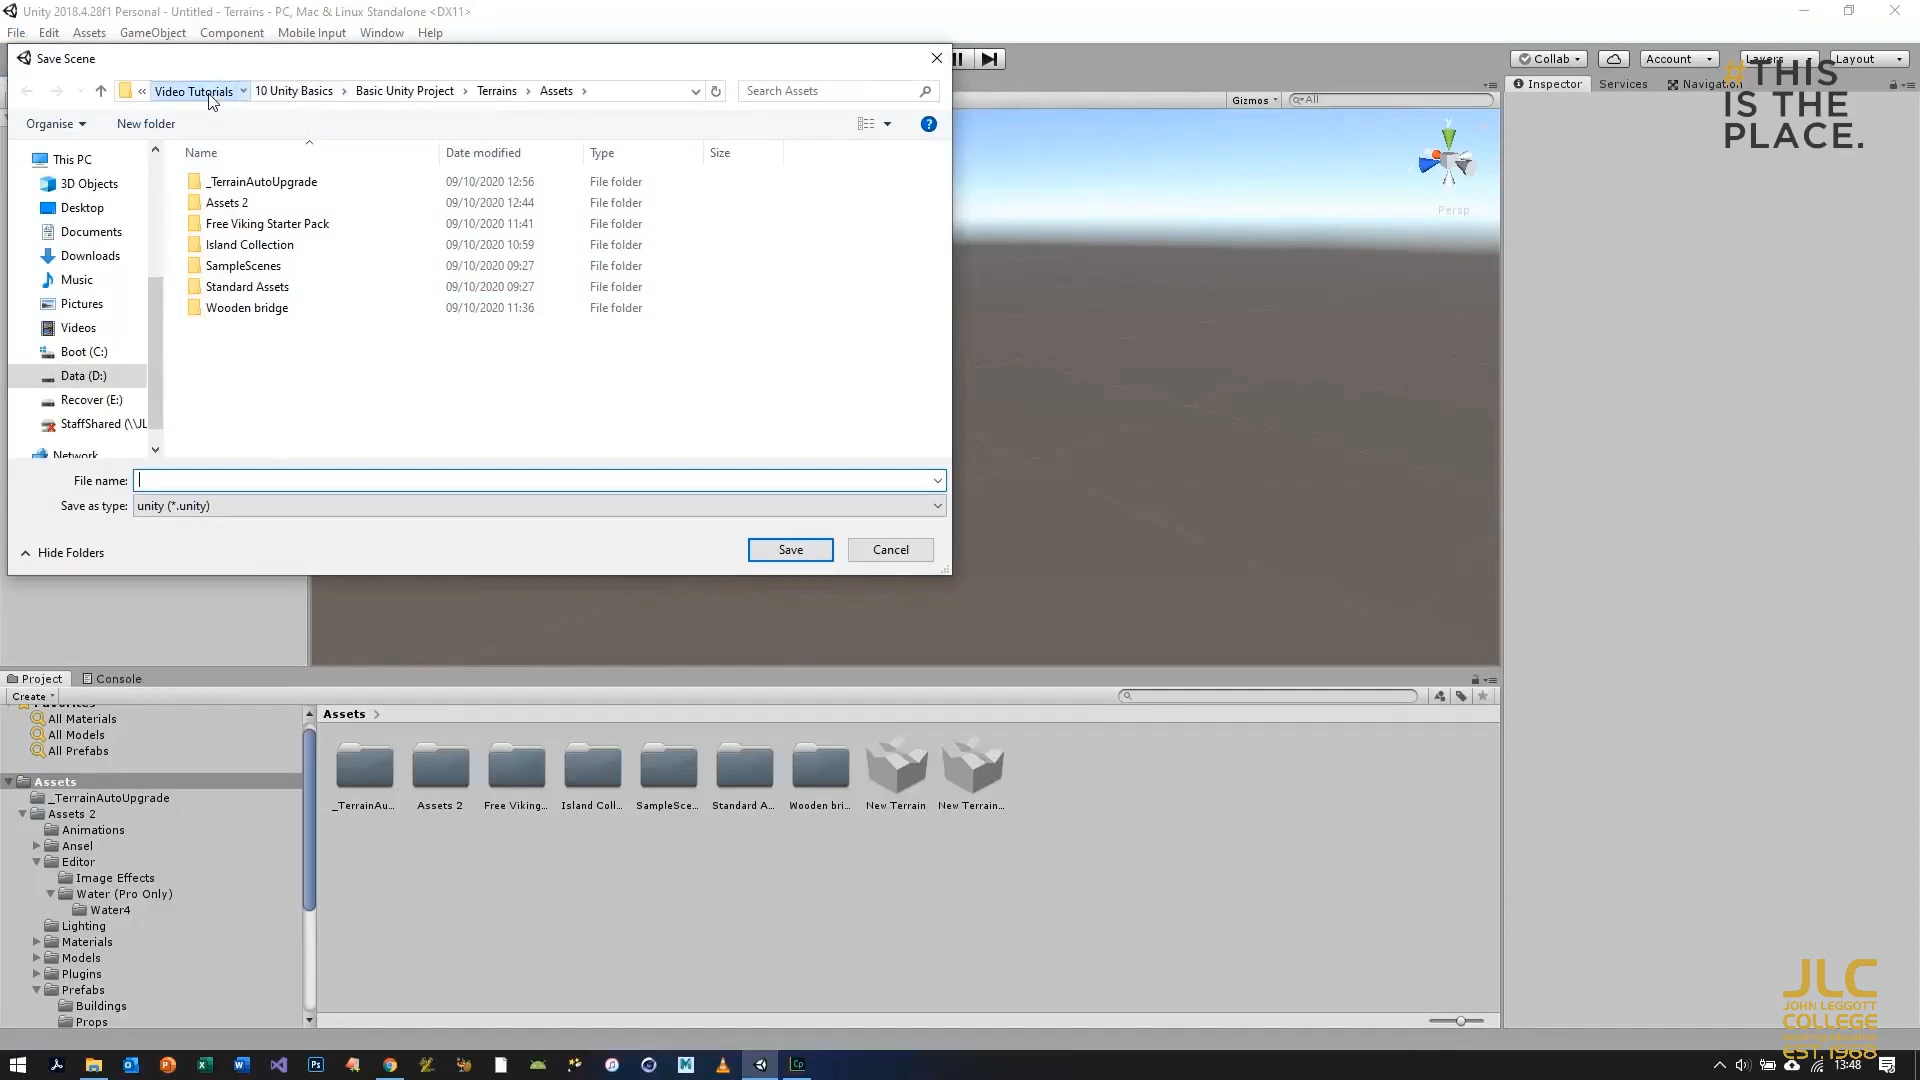 Unity 2018.4.28f1 Personal - Untitled - Terrains - PC, Mac & Linux Standalone <DX11>
File Edit Assets GameObject Component Mobile Input Window Help
Save Scene
Collab Account Layers Layout
« Video Tutorials 10 Unity Basics Basic Unity Project Terrains Assets Search Assets
Inspector Services Navigation
#THIS
IS THE
PLACE.
Gizmos All
Organise New folder
Name Date modified Type Size
_TerrainAutoUpgrade 09/10/2020 12:56 File folder
Assets 2 09/10/2020 12:44 File folder
Free Viking Starter Pack 09/10/2020 11:41 File folder
Island Collection 09/10/2020 10:59 File folder
SampleScenes 09/10/2020 09:27 File folder
Standard Assets 09/10/2020 09:27 File folder
Wooden bridge 09/10/2020 11:36 File folder
This PC
3D Objects
Desktop
Documents
Downloads
Music
Pictures
Videos
Boot (C:)
Data (D:)
Recover (E:)
StaffShared (\\JL
Network
y
Persp
File name:
Save as type: unity (*.unity)
Hide Folders Save Cancel
Project Console
Create
Favorites
All Materials
All Models
All Prefabs
Assets
_TerrainAutoUpgrade
Assets 2
Animations
Ansel
Editor
Image Effects
Water (Pro Only)
Water4
Lighting
Materials
Models
Plugins
Prefabs
Buildings
Props
Assets
_TerrainAu... Assets 2 Free Viking... Island Coll... SampleSce... Standard A... Wooden bri... New Terrain New Terrain...
JLC
JOHN LEGGOTT
COLLEGE
EST. 1968
13:48